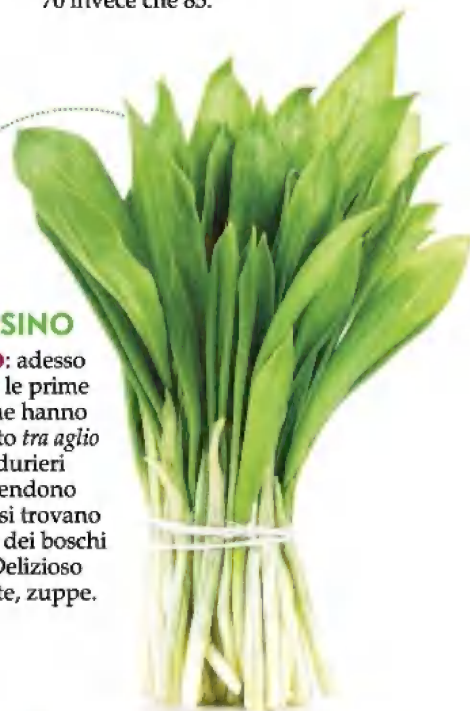 70 invece che 85.
SINO
: adesso
le prime
ne hanno
to tra aglio
durieri
endono
si trovano
dei boschi
Delizioso
te, zuppe.